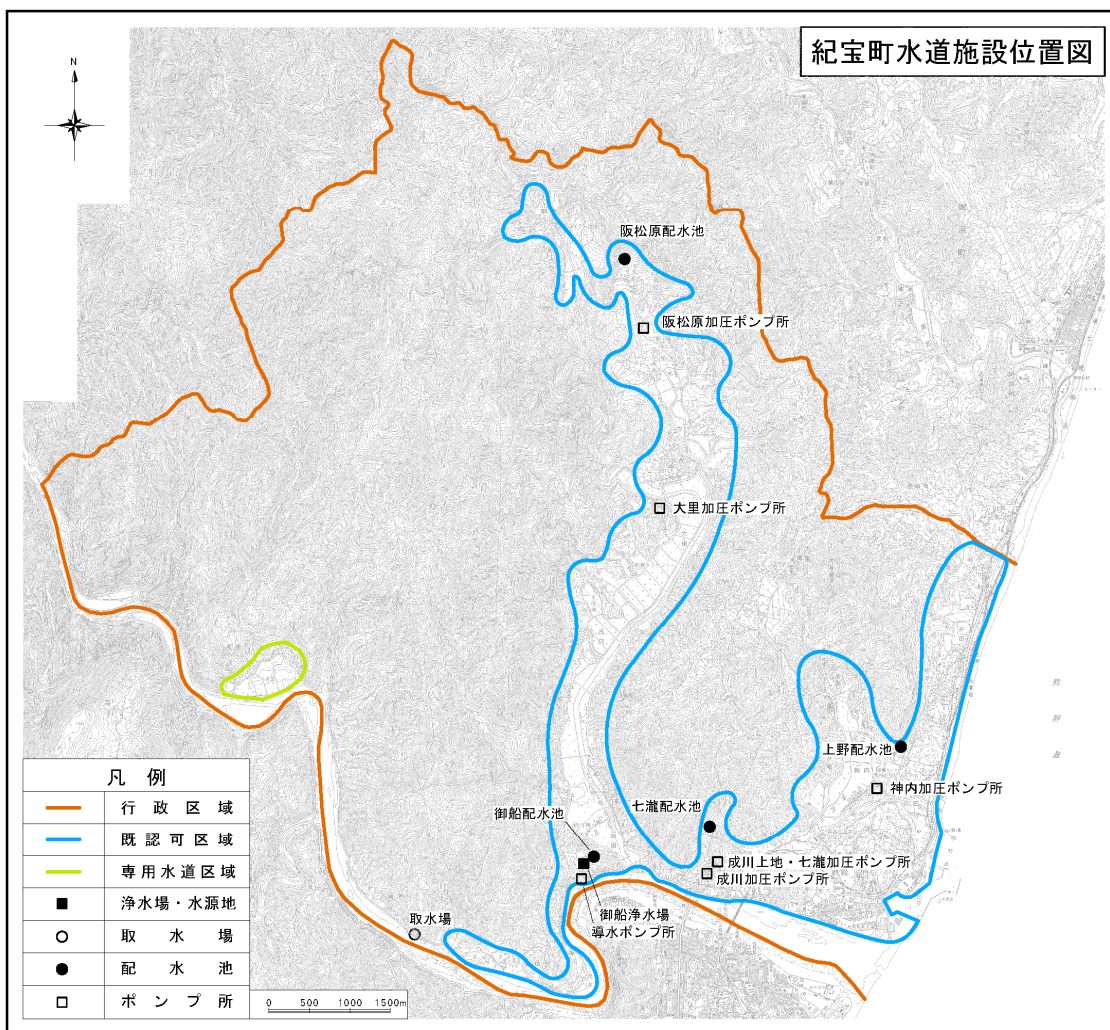 紀宝町水道施設位置図
N
阪松原配水池
阪松原加圧ポンプ所
大里加圧ポンプ所
上野配水池
神内加圧ポンプ所
七瀧配水池
御船配水池
成川上地・七瀧加圧ポンプ所
成川加圧ポンプ所
御船浄水場
導水ポンプ所
取水場
熊野灘
凡例
行政区域
既認可区域
専用水道区域
浄水場・水源地
取水場
配水池
ポンプ所
0 500 1000 1500m